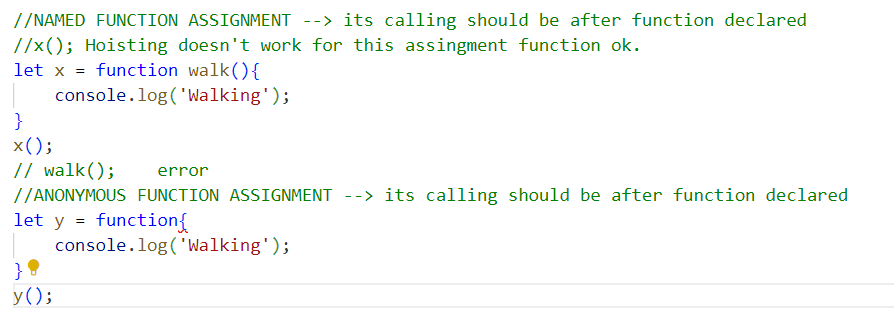 //NAMED FUNCTION ASSIGNMENT --> its calling should be after function declared
//x(); Hoisting doesn't work for this assingment function ok.
let x = function walk(){
    console.log('Walking');
}
x();
// walk();    error
//ANONYMOUS FUNCTION ASSIGNMENT --> its calling should be after function declared
let y = function{
    console.log('Walking');
}
y();